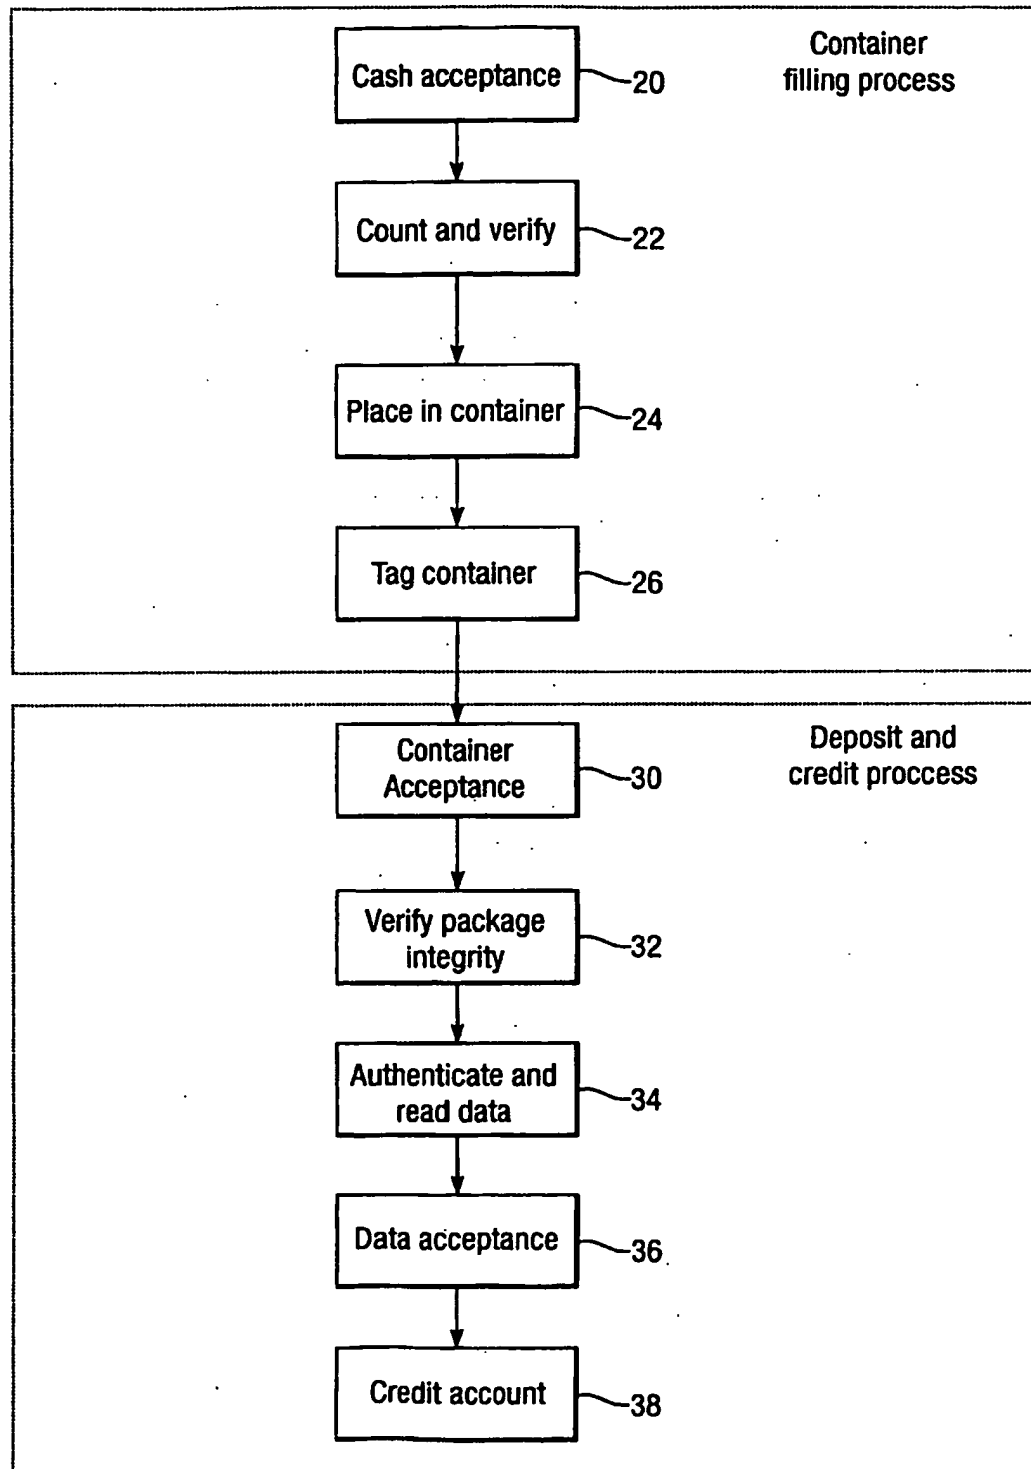 Container
filling process
Cash acceptance
20
Count and verify
22
Place in container
24
Tag container
26
Deposit and
credit proccess
Container
Acceptance
30
Verify package
integrity
32
Authenticate and
read data
34
Data acceptance
36
Credit account
38